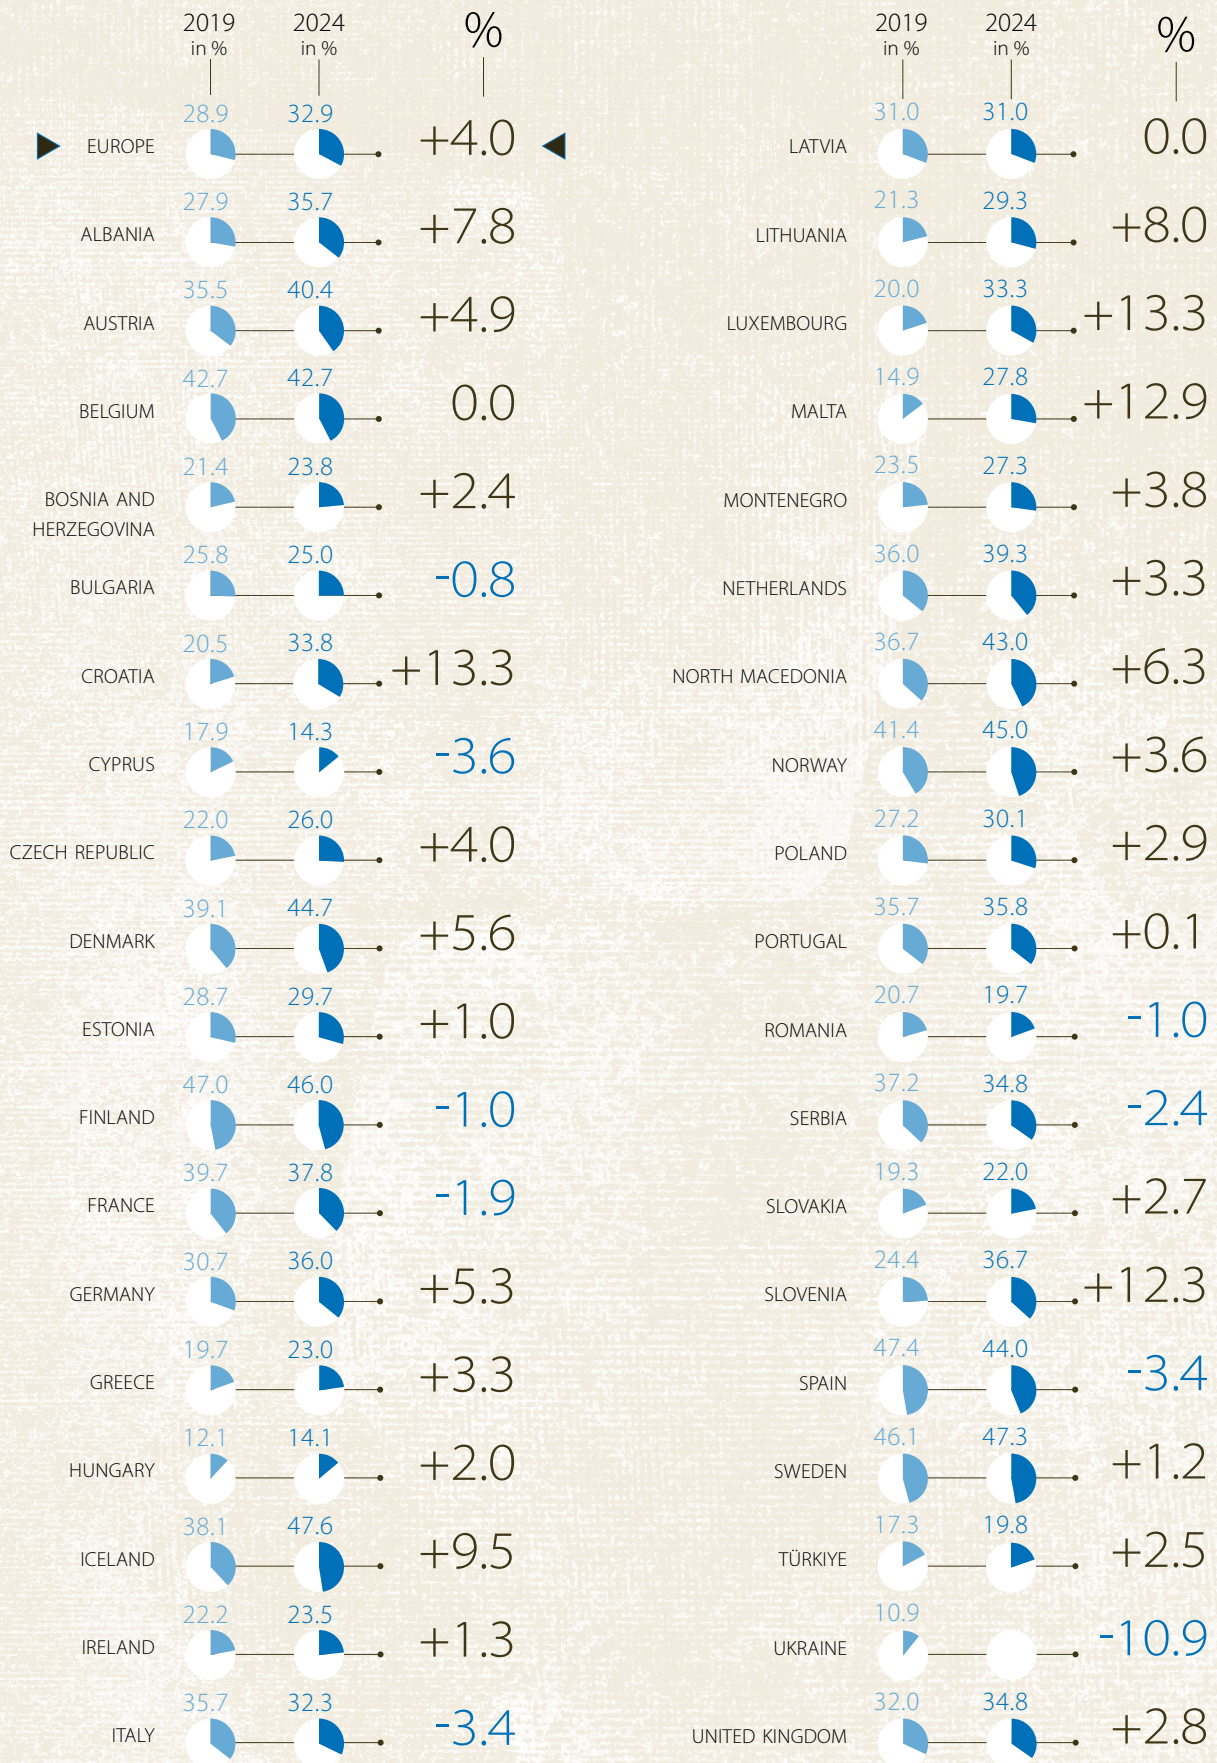 2019
in %
2024
in %
%
EUROPE 28.9 32.9 +4.0
ALBANIA 27.9 35.7 +7.8
AUSTRIA 35.5 40.4 +4.9
BELGIUM 42.7 42.7 0.0
BOSNIA AND
HERZEGOVINA 21.4 23.8 +2.4
BULGARIA 25.8 25.0 -0.8
CROATIA 20.5 33.8 +13.3
CYPRUS 17.9 14.3 -3.6
CZECH REPUBLIC 22.0 26.0 +4.0
DENMARK 39.1 44.7 +5.6
ESTONIA 28.7 29.7 +1.0
FINLAND 47.0 46.0 -1.0
FRANCE 39.7 37.8 -1.9
GERMANY 30.7 36.0 +5.3
GREECE 19.7 23.0 +3.3
HUNGARY 12.1 14.1 +2.0
ICELAND 38.1 47.6 +9.5
IRELAND 22.2 23.5 +1.3
ITALY 35.7 32.3 -3.4
2019
in %
2024
in %
%
LATVIA 31.0 31.0 0.0
LITHUANIA 21.3 29.3 +8.0
LUXEMBOURG 20.0 33.3 +13.3
MALTA 14.9 27.8 +12.9
MONTENEGRO 23.5 27.3 +3.8
NETHERLANDS 36.0 39.3 +3.3
NORTH MACEDONIA 36.7 43.0 +6.3
NORWAY 41.4 45.0 +3.6
POLAND 27.2 30.1 +2.9
PORTUGAL 35.7 35.8 +0.1
ROMANIA 20.7 19.7 -1.0
SERBIA 37.2 34.8 -2.4
SLOVAKIA 19.3 22.0 +2.7
SLOVENIA 24.4 36.7 +12.3
SPAIN 47.4 44.0 -3.4
SWEDEN 46.1 47.3 +1.2
TÜRKIYE 17.3 19.8 +2.5
UKRAINE 10.9 -10.9
UNITED KINGDOM 32.0 34.8 +2.8